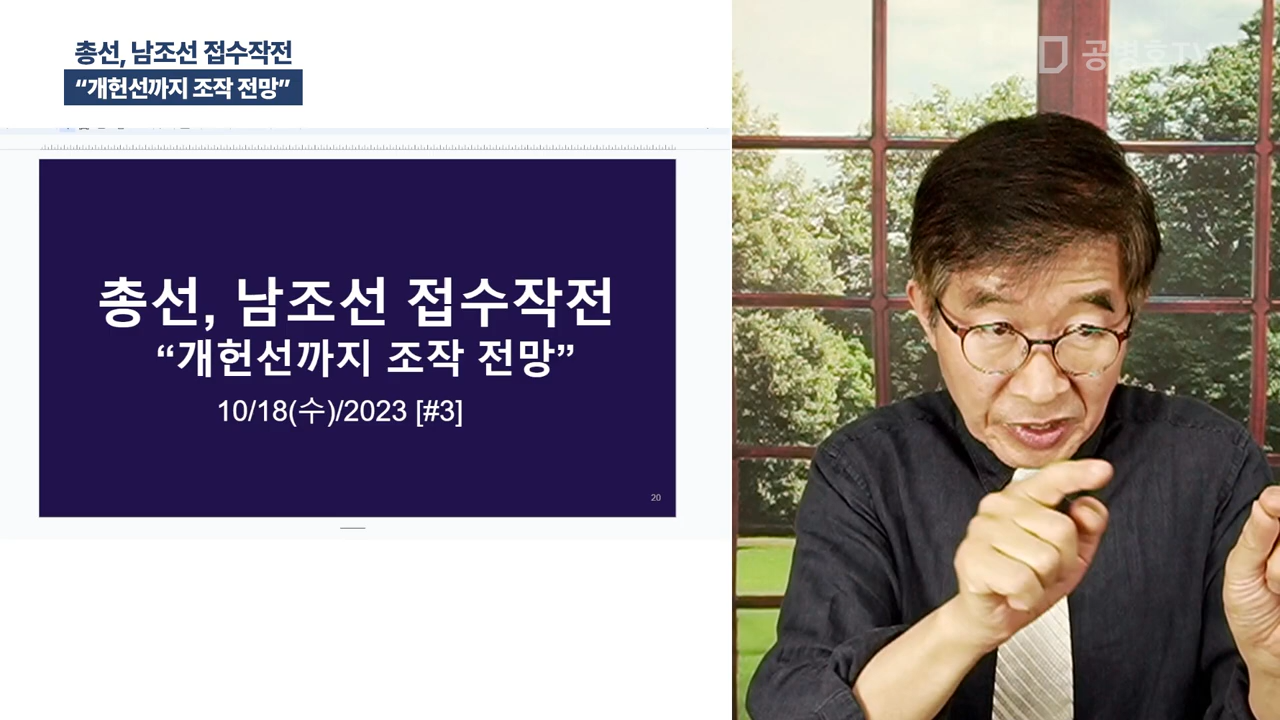 총선, 남조선 접수작전
“개헌선까지 조작 전망”
공병호TV
총선, 남조선 접수작전
“개헌선까지 조작 전망”
10/18(수)/2023 [#3]
20